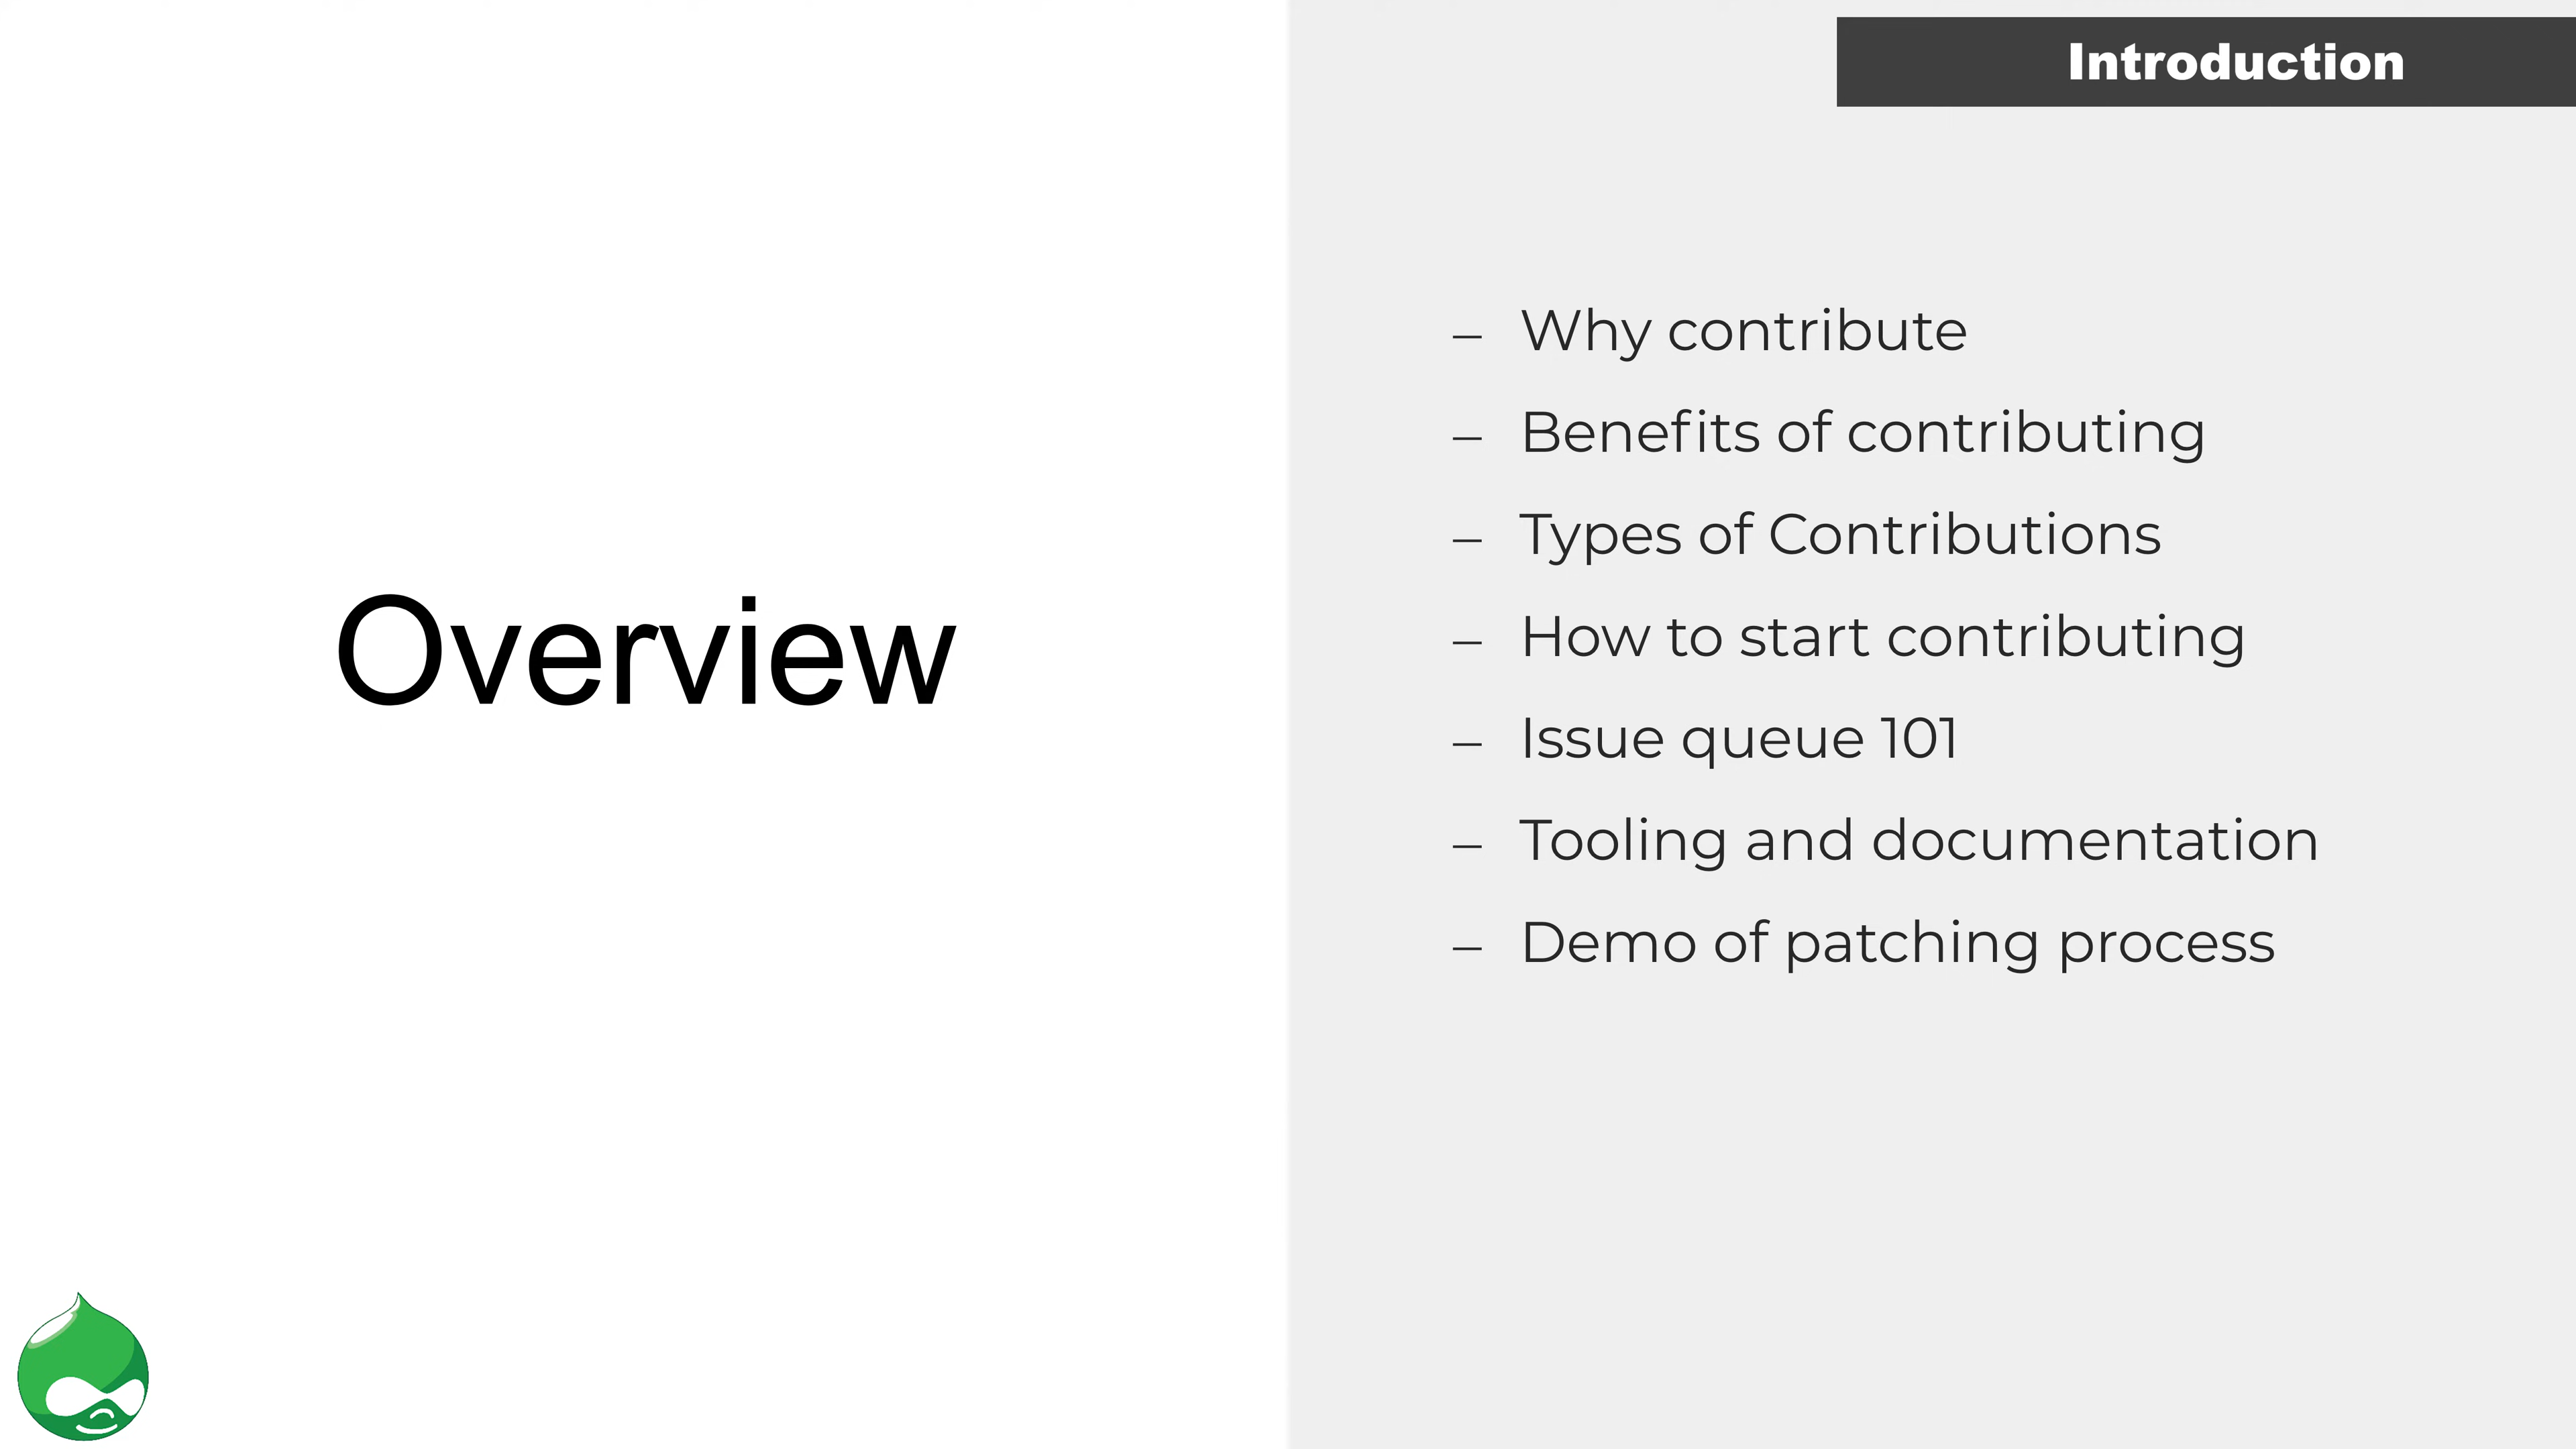 Introduction
Overview
– Why contribute
– Benefits of contributing
– Types of Contributions
– How to start contributing
– Issue queue 101
– Tooling and documentation
– Demo of patching process